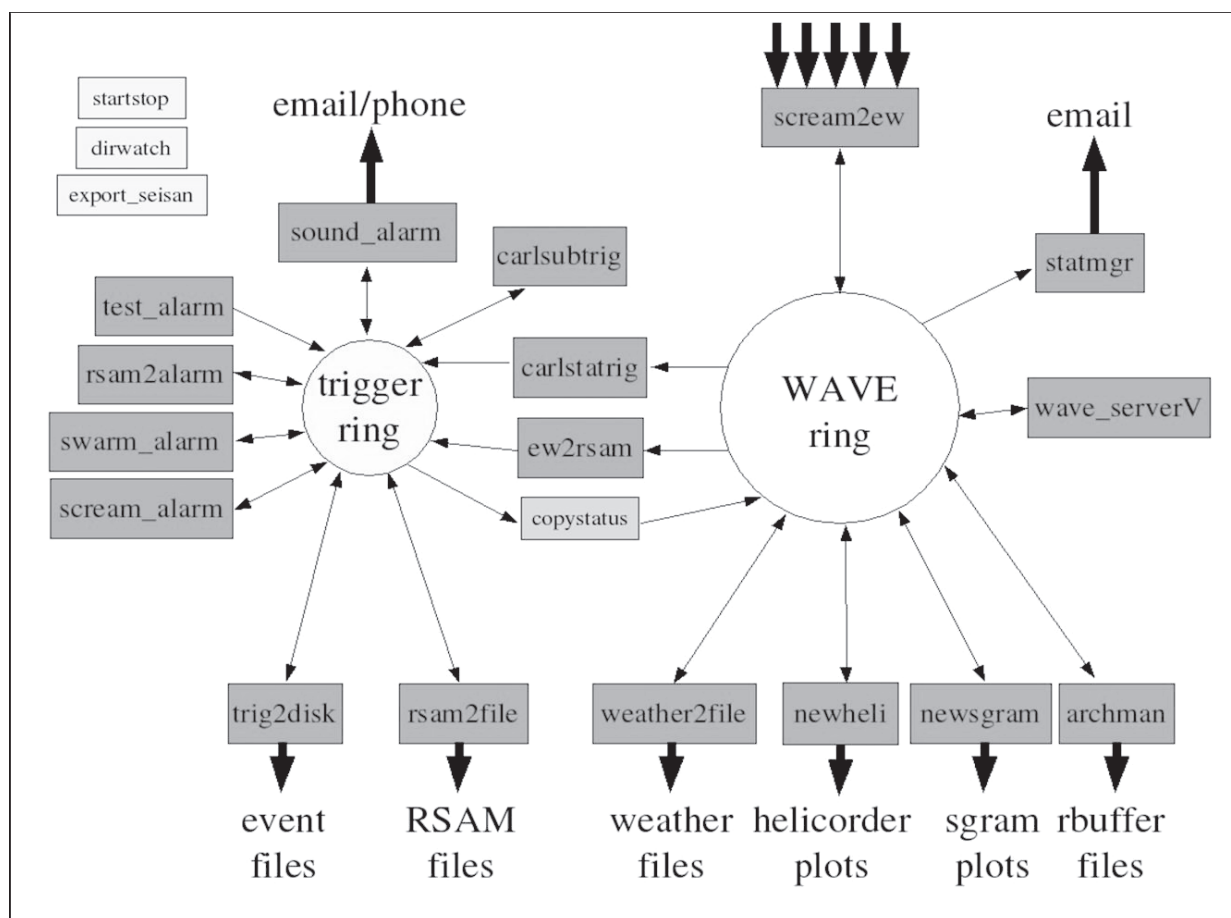 startstop
dirwatch
export_seisan
email/phone
scream2ew
email
sound_alarm
carlsubtrig
statmgr
test_alarm
rsam2alarm
swarm_alarm
scream_alarm
trigger
ring
carlstatrig
ew2rsam
copystatus
WAVE
ring
wave_serverV
trig2disk
rsam2file
weather2file
newheli
newsgram
archman
event
files
RSAM
files
weather
files
helicorder
plots
sgram
plots
rbuffer
files